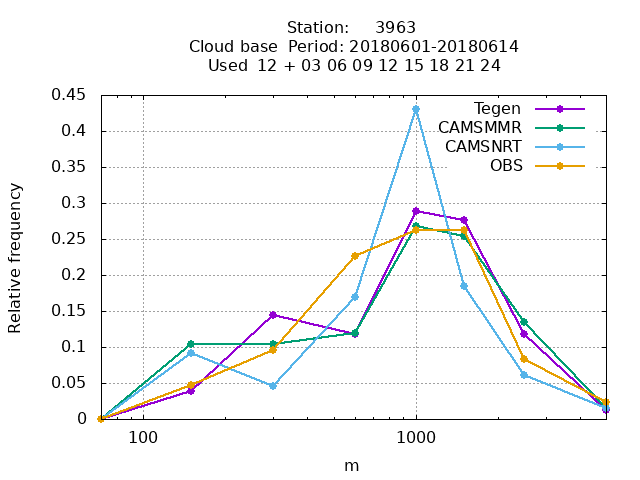 Station: 3963
Cloud base Period: 20180601-20180614
Used 12 + 03 06 09 12 15 18 21 24
Tegen
CAMSMMR
CAMSNRT
OBS
0.45
0.4
0.35
0.3
0.25
0.2
0.15
0.1
0.05
0
Relative frequency
100
1000
m